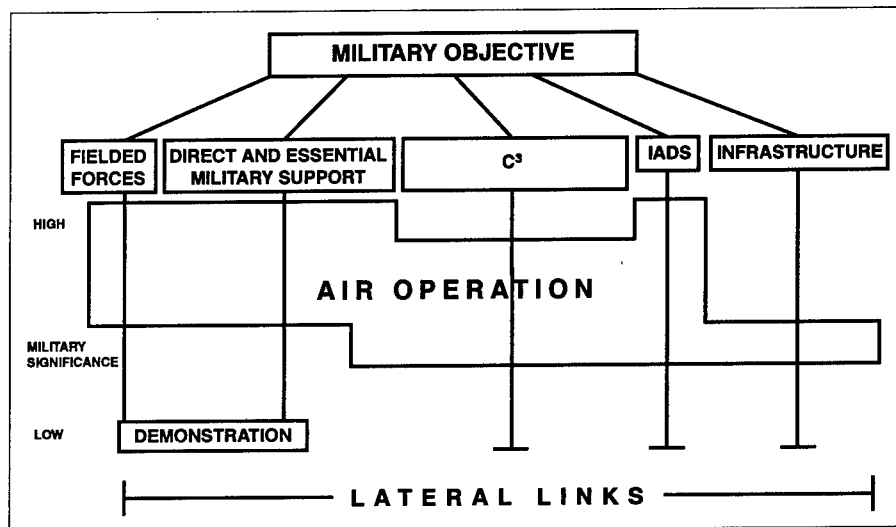 MILITARY OBJECTIVE
FIELDED
FORCES
DIRECT AND ESSENTIAL
MILITARY SUPPORT
C³
IADS
INFRASTRUCTURE
HIGH
AIR OPERATION
MILITARY
SIGNIFICANCE
LOW
DEMONSTRATION
LATERAL LINKS